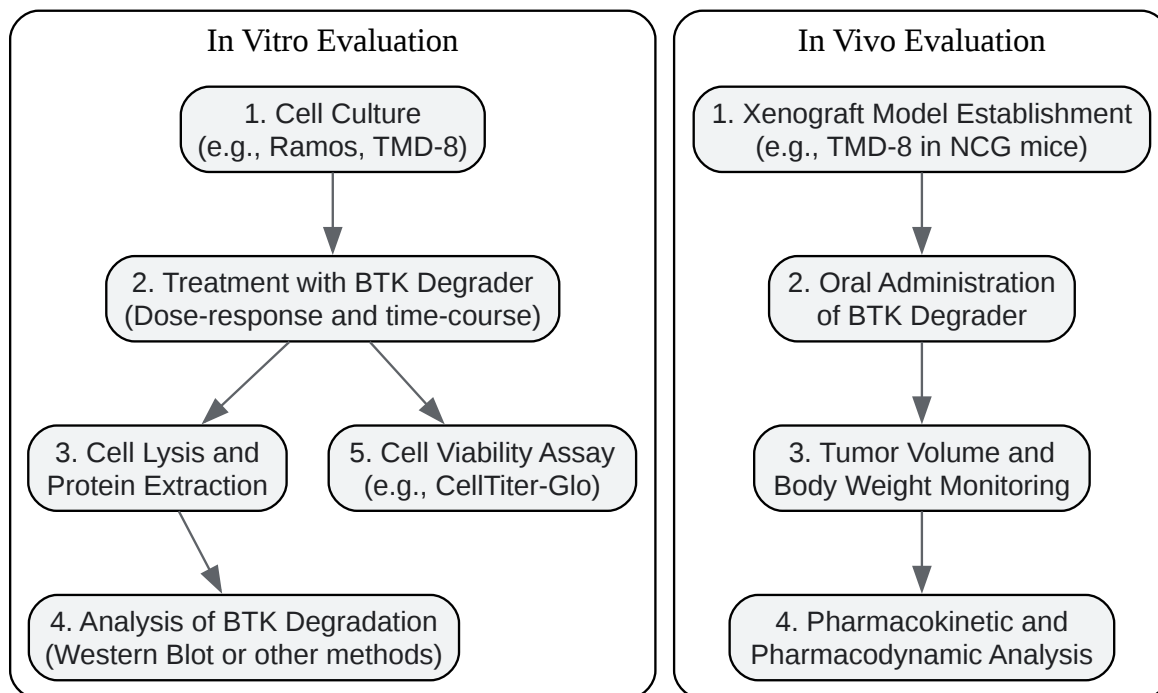 In Vitro Evaluation
1. Cell Culture
(e.g., Ramos, TMD-8)
2. Treatment with BTK Degrader
(Dose-response and time-course)
3. Cell Lysis and
Protein Extraction
5. Cell Viability Assay
(e.g., CellTiter-Glo)
4. Analysis of BTK Degradation
(Western Blot or other methods)
In Vivo Evaluation
1. Xenograft Model Establishment
(e.g., TMD-8 in NCG mice)
2. Oral Administration
of BTK Degrader
3. Tumor Volume and
Body Weight Monitoring
4. Pharmacokinetic and
Pharmacodynamic Analysis